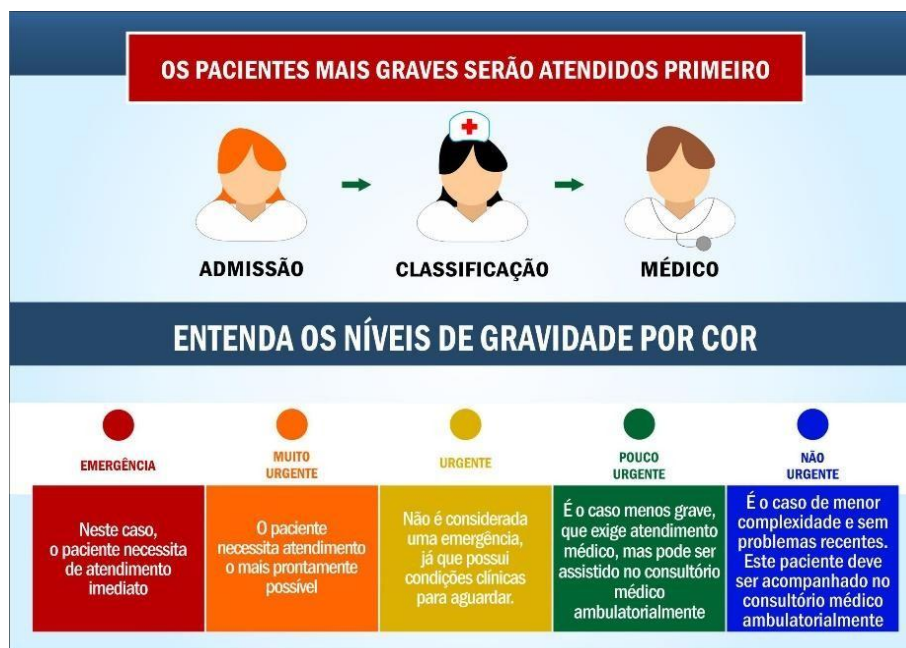 OS PACIENTES MAIS GRAVES SERÃO ATENDIDOS PRIMEIRO
ADMISSÃO
CLASSIFICAÇÃO
MÉDICO
ENTENDA OS NÍVEIS DE GRAVIDADE POR COR
EMERGÊNCIA
Neste caso,
o paciente necessita
de atendimento
imediato
MUITO
URGENTE
O paciente
necessita atendimento
o mais prontamente
possível
URGENTE
Não é considerada
uma emergência,
já que possui
condições clínicas
para aguardar.
POUCO
URGENTE
É o caso menos grave,
que exige atendimento
médico, mas pode ser
assistido no consultório
médico
ambulatorialmente
NÃO
URGENTE
É o caso de menor
complexidade e sem
problemas recentes.
Este paciente deve
ser acompanhado no
consultório médico
ambulatorialmente